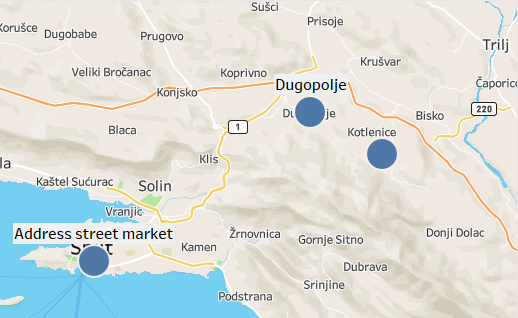 Sušci
Prisoje
Korušce
Dugobabe
Prugovo
Trilj
Krušvar
Veliki Broćanac
Koprivno
Čaporice
Konjsko
Dugopolje
220
Bisko
1
Blaca
Kotlenice
Klis
Kaštel Sućurac
Solin
Vranjic
Address street market
Žrnovnica
Gornje Sitno
Donji Dolac
Kamen
Dubrava
Srinjine
Podstrana